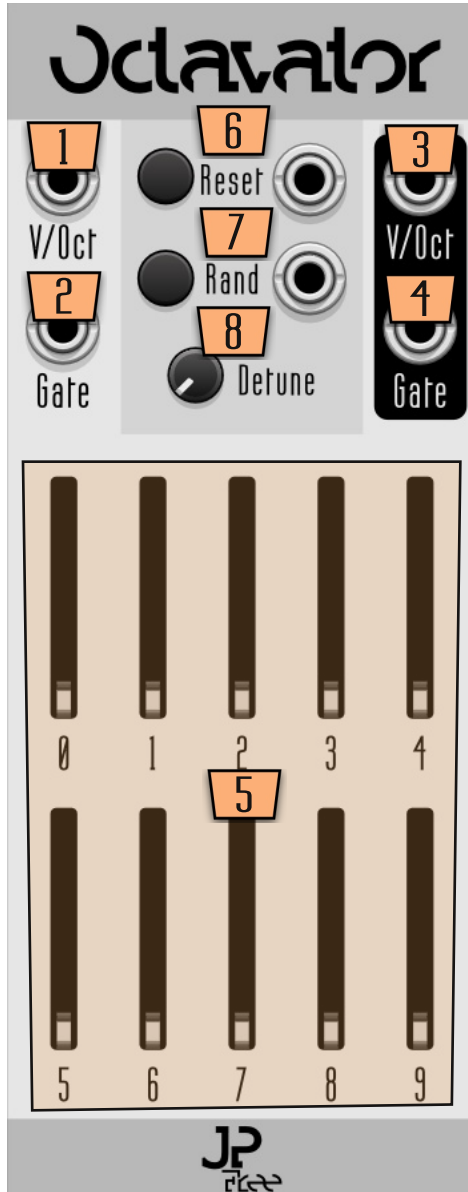 Octavator
1
6
3
Reset
V/Oct
7
V/Oct
2
Rand
4
8
Gate
Detune
Gate
0 1 2 3 4
5
5 6 7 8 9
JP